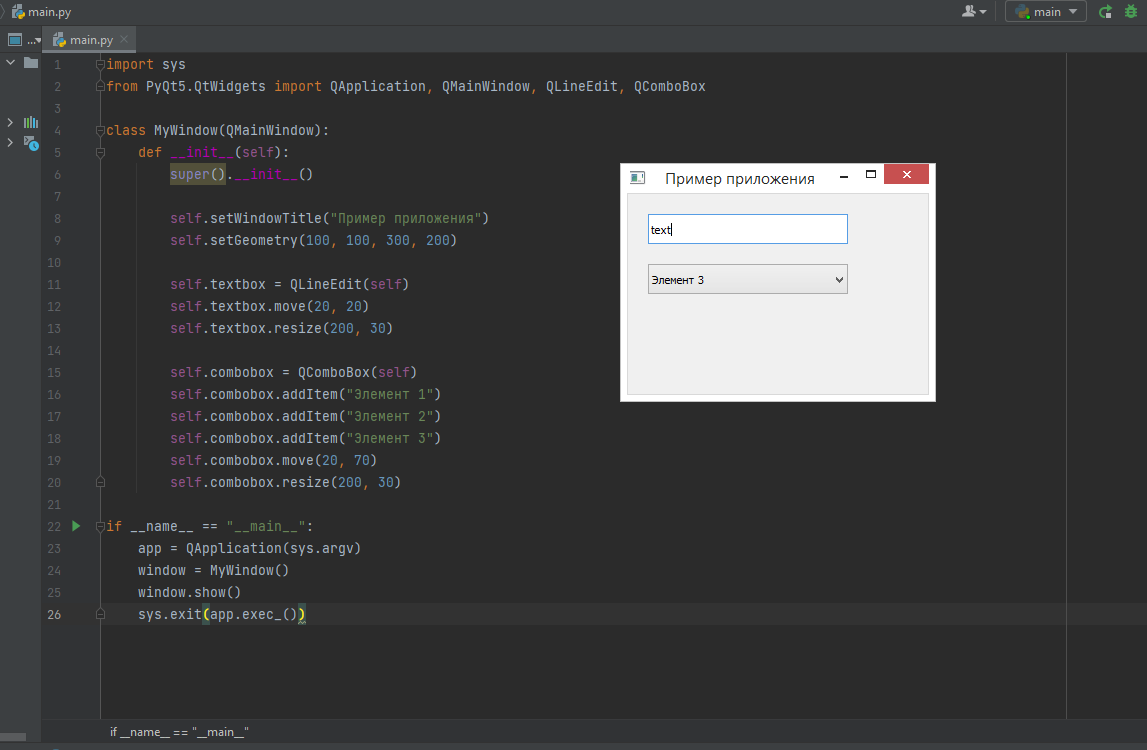 main.py
main
main.py
1 import sys
2 from PyQt5.QtWidgets import QApplication, QMainWindow, QLineEdit, QComboBox
3
4 class MyWindow(QMainWindow):
5     def __init__(self):
6         super().__init__()
7
8         self.setWindowTitle("Пример приложения")
9         self.setGeometry(100, 100, 300, 200)
10
11         self.textbox = QLineEdit(self)
12         self.textbox.move(20, 20)
13         self.textbox.resize(200, 30)
14
15         self.combobox = QComboBox(self)
16         self.combobox.addItem("Элемент 1")
17         self.combobox.addItem("Элемент 2")
18         self.combobox.addItem("Элемент 3")
19         self.combobox.move(20, 70)
20         self.combobox.resize(200, 30)
21
22 if __name__ == "__main__":
23     app = QApplication(sys.argv)
24     window = MyWindow()
25     window.show()
26     sys.exit(app.exec_())
Пример приложения
text
Элемент 3
if __name__ == "__main__"